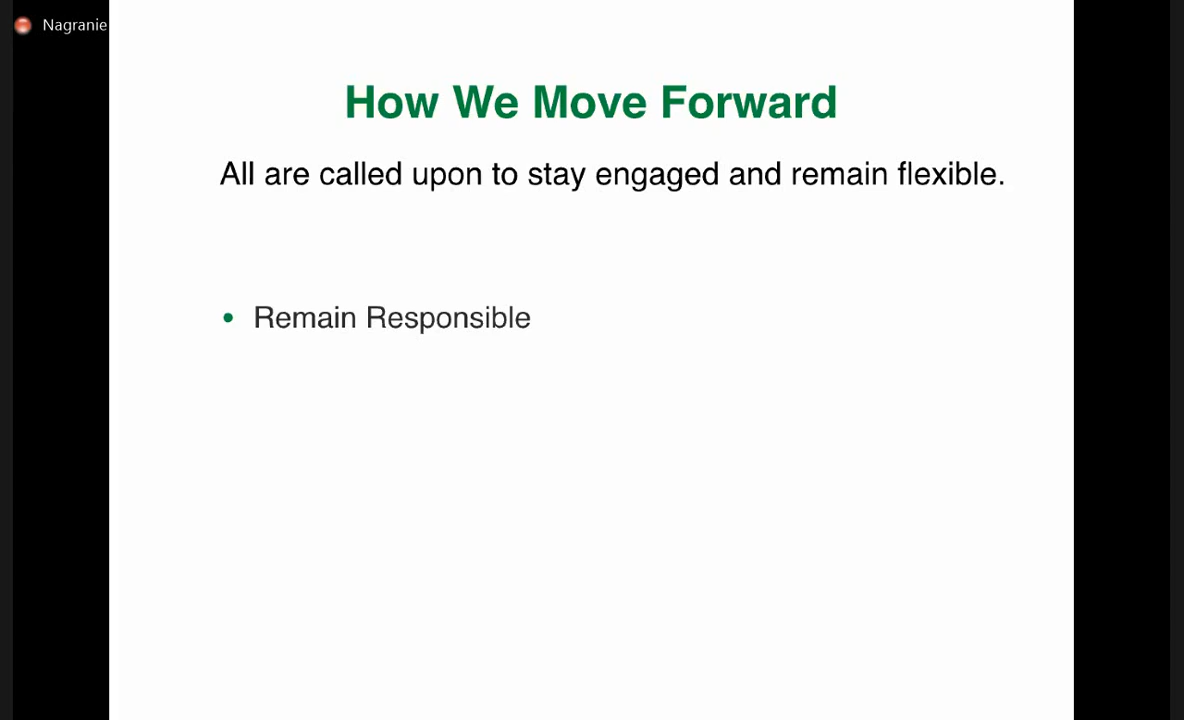 Nagranie
How We Move Forward
All are called upon to stay engaged and remain flexible.
• Remain Responsible